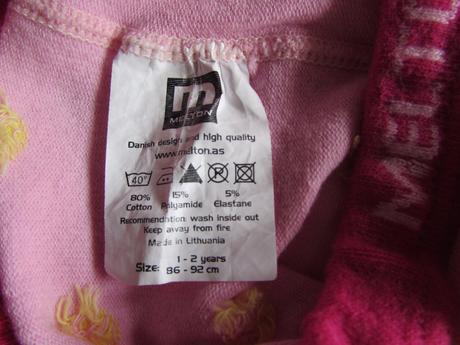 m
MELTON
Danish design and high quality
www.melton.as
40°
80% 15% 5%
Cotton Polyamide Elastane
Recommendation: wash inside out
Keep away from fire
Made in Lithuania
1 - 2 years
Size: 86 - 92 cm
MELT